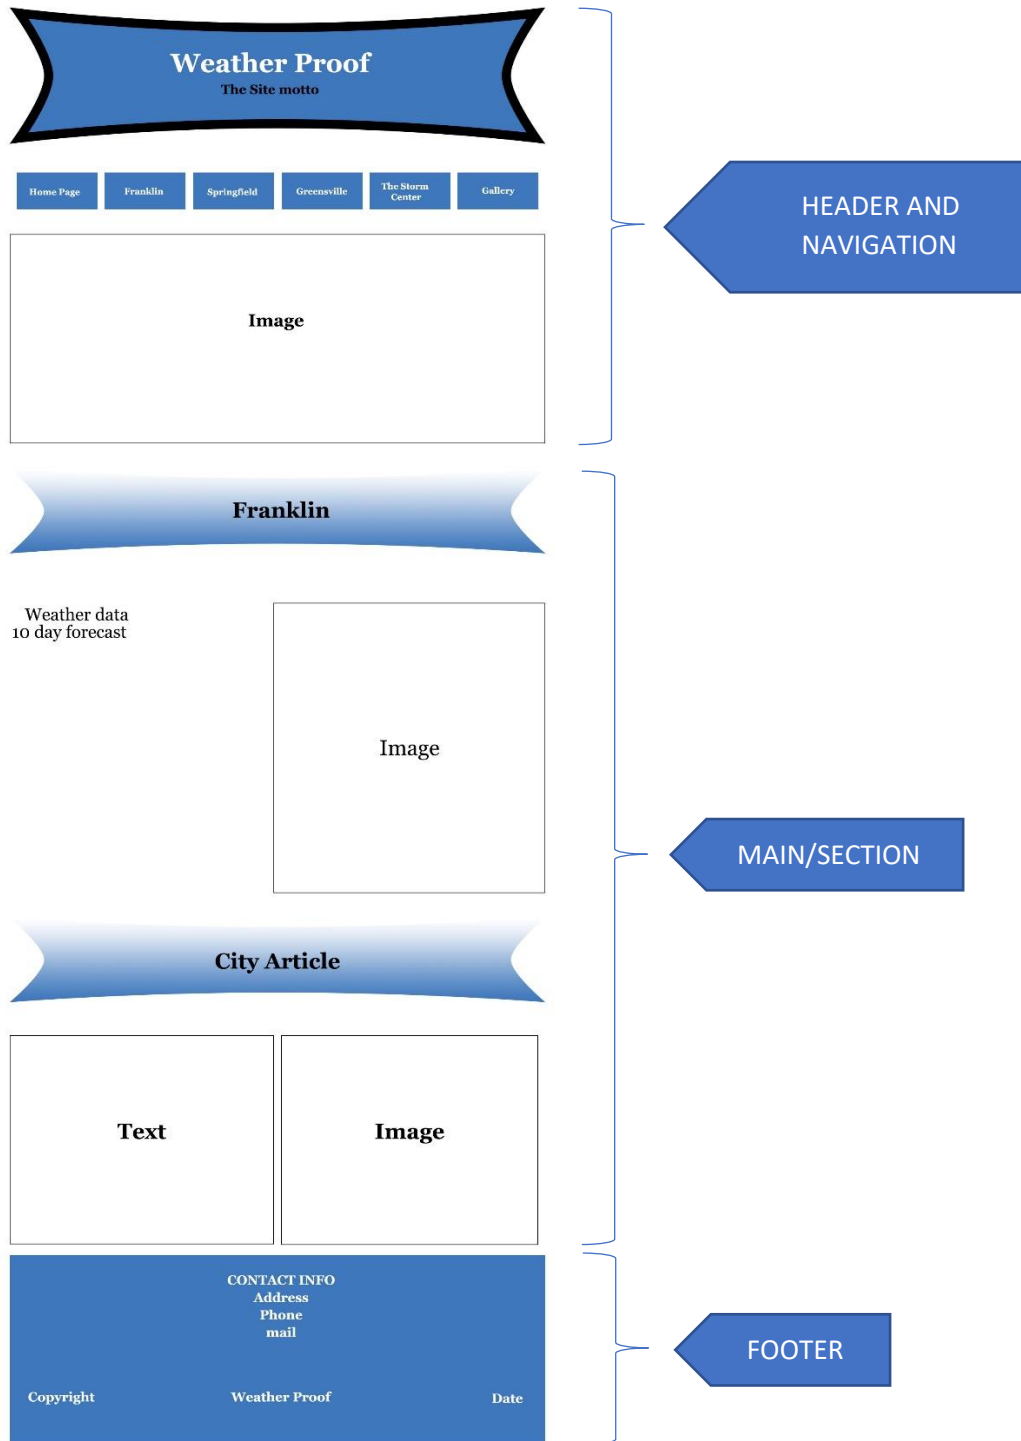 Weather Proof
The Site motto
HEADER AND
NAVIGATION
Home Page
Franklin
Springfield
Greensville
The Storm
Center
Gallery
Image
Franklin
Weather data
10 day forecast
Image
MAIN/SECTION
City Article
Text
Image
CONTACT INFO
Address
Phone
mail
FOOTER
Copyright
Weather Proof
Date